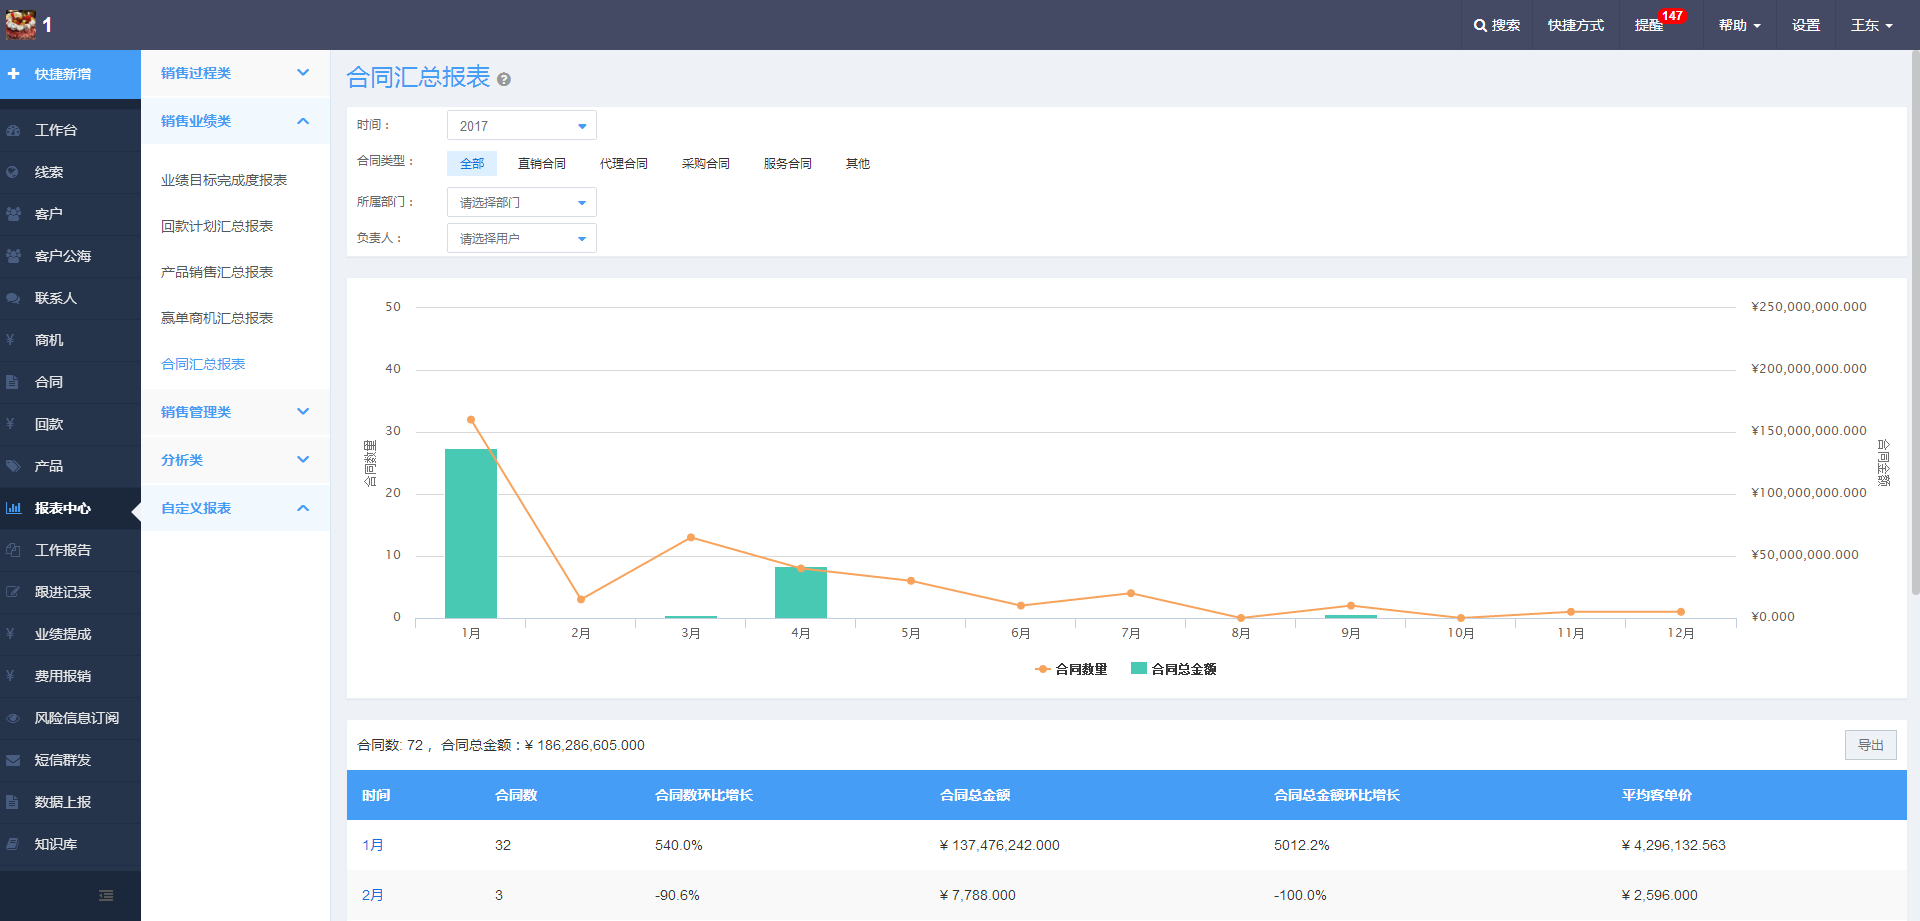 1
搜索
快捷方式
提醒 147
帮助
设置
王东
快捷新增
工作台
线索
客户
客户公海
联系人
商机
合同
回款
产品
报表中心
工作报告
跟进记录
业绩提成
费用报销
风险信息订阅
短信群发
数据上报
知识库
销售过程类
销售业绩类
业绩目标完成度报表
回款计划汇总报表
产品销售汇总报表
赢单商机汇总报表
合同汇总报表
销售管理类
分析类
自定义报表
合同汇总报表
时间： 2017
合同类型： 全部 直销合同 代理合同 采购合同 服务合同 其他
所属部门： 请选择部门
负责人： 请选择用户
50 ¥250,000,000.000
40 ¥200,000,000.000
30 ¥150,000,000.000
合同数量
合同金额
20 ¥100,000,000.000
10 ¥50,000,000.000
0 ¥0.000
1月 2月 3月 4月 5月 6月 7月 8月 9月 10月 11月 12月
合同数量 合同总金额
合同数: 72 ，合同总金额：¥ 186,286,605.000
导出
时间 合同数 合同数环比增长 合同总金额 合同总金额环比增长 平均客单价
1月 32 540.0% ¥ 137,476,242.000 5012.2% ¥ 4,296,132.563
2月 3 -90.6% ¥ 7,788.000 -100.0% ¥ 2,596.000